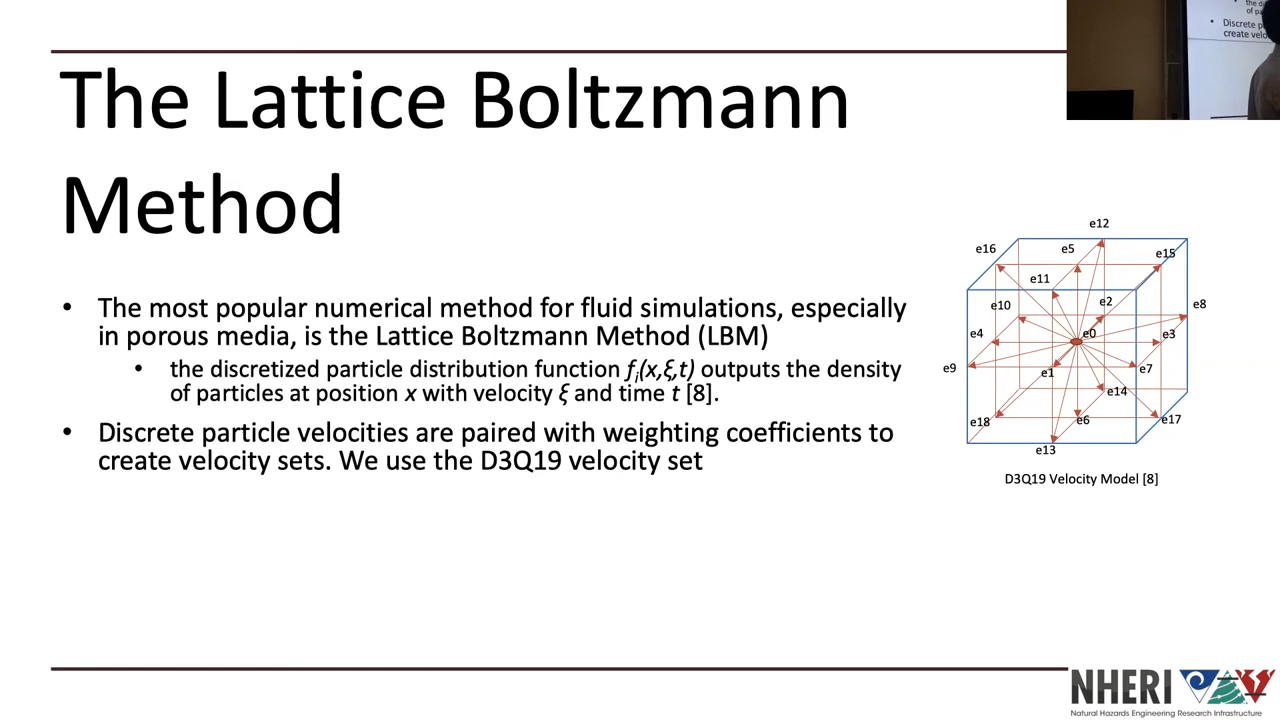 The Lattice Boltzmann
Method
• The most popular numerical method for fluid simulations, especially
in porous media, is the Lattice Boltzmann Method (LBM)
• the discretized particle distribution function fᵢ(x,ξ,t) outputs the density
of particles at position x with velocity ξ and time t [8].
• Discrete particle velocities are paired with weighting coefficients to
create velocity sets. We use the D3Q19 velocity set
e12
e16
e5
e15
e11
e10
e2
e8
e4
e0
e3
e9
e1
e7
e14
e18
e6
e17
e13
D3Q19 Velocity Model [8]
of
• Discrete
create
NHERI
Natural Hazards Engineering Research Infrastructure